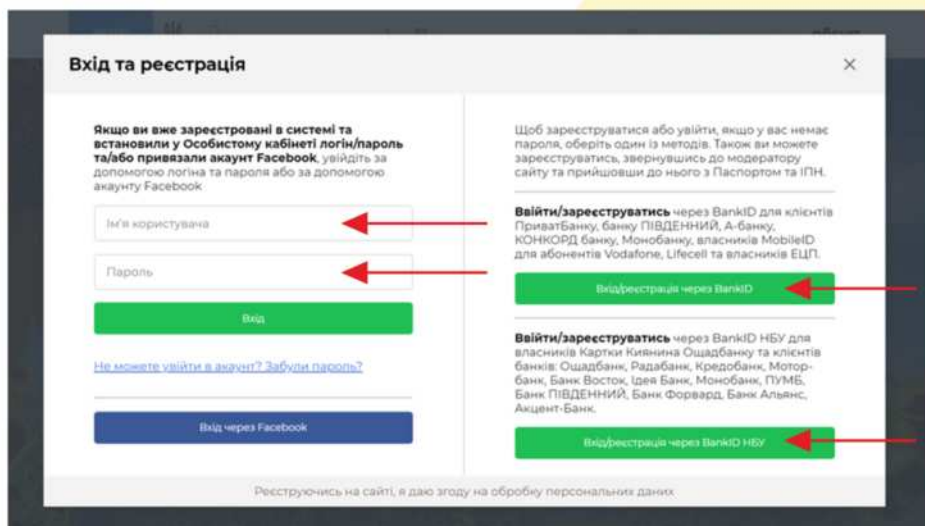 Вхід та реєстрація
Якщо ви вже зареєстровані в системі та
встановили у Особистому кабінеті логін/пароль
та/або привязали акаунт Facebook, увійдіть за
допомогою логіна та пароля або за допомогою
акаунту Facebook
Ім'я користувача
Пароль
Вхід
Не можете увійти в акаунт? Забули пароль?
Вхід через Facebook
Щоб зареєструватися або увійти, якщо у вас немає
пароля, оберіть один із методів. Також ви можете
зареєструватись, звернувшись до модератору
сайту та прийшовши до нього з Паспортом та ІПН.
Ввійти/зареєструватись через BankID для клієнтів
ПриватБанку, банку ПІВДЕННИЙ, А-банку,
КОНКОРД банку, Монобанку, власників MobileID
для абонентів Vodafone, Lifecell та власників ЕЦП.
Вхід/реєстрація через BankID
Ввійти/зареєструватись через BankID НБУ для
власників Картки Киянина Ощадбанку та клієнтів
банків: Ощадбанк, Радабанк, Кредобанк, Мотор-
банк, Банк Восток, Ідея Банк, Монобанк, ПУМБ,
Банк ПІВДЕННИЙ, Банк Форвард, Банк Альянс,
Акцент-Банк.
Вхід/реєстрація через BankID НБУ
Реєструючись на сайті, я даю згоду на обробку персональних даних